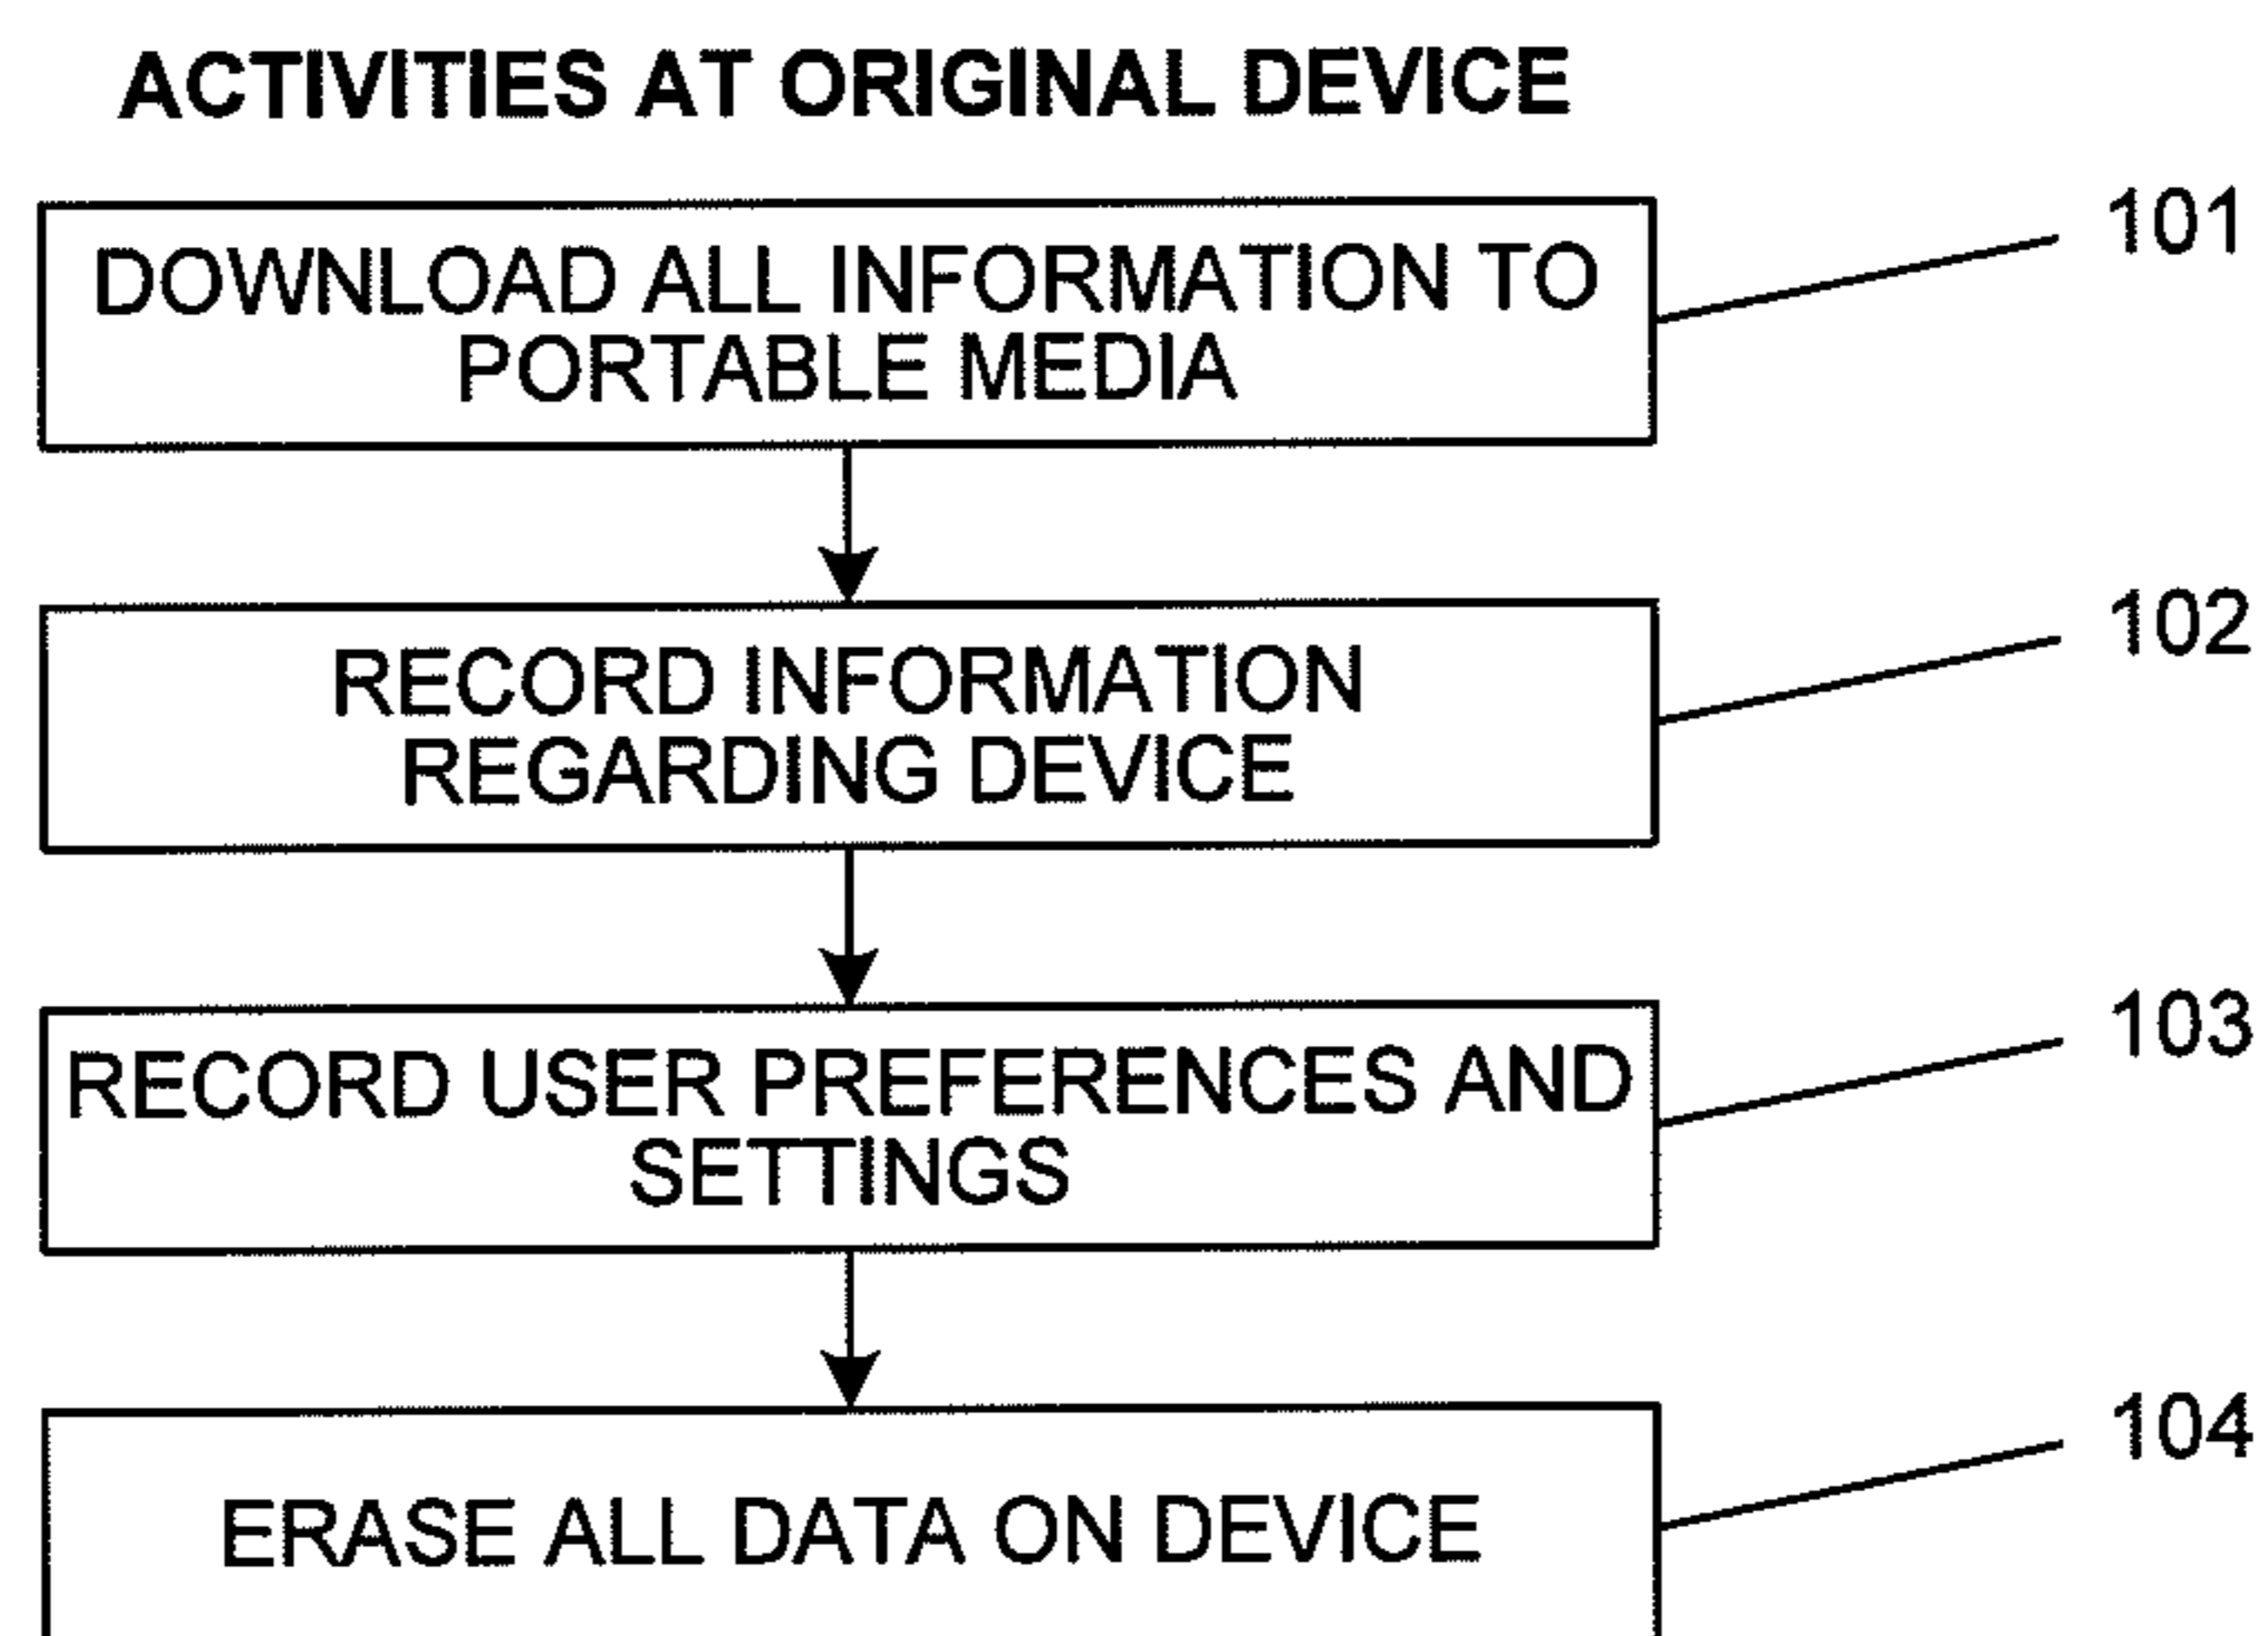 ACTIVITIES AT ORIGINAL DEVICE
101
DOWNLOAD ALL INFORMATION TO
PORTABLE MEDIA
102
RECORD INFORMATION
REGARDING DEVICE
103
RECORD USER PREFERENCES AND
SETTINGS
104
ERASE ALL DATA ON DEVICE